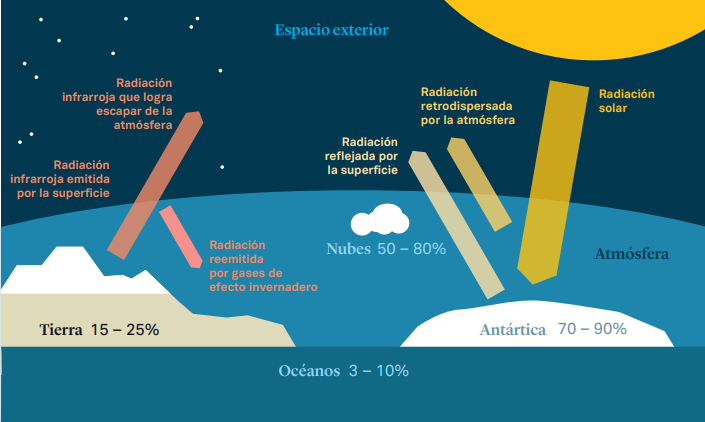 Espacio exterior
Radiación
infrarroja que logra
escapar de la
atmósfera
Radiación
retrodispersada
por la atmósfera
Radiación
solar
Radiación
reflejada por
la superficie
Radiación
infrarroja emitida
por la superficie
Radiación
reemitida
por gases de
efecto invernadero
Nubes 50 – 80%
Atmósfera
Tierra 15 – 25%
Antártica 70 – 90%
Océanos 3 – 10%